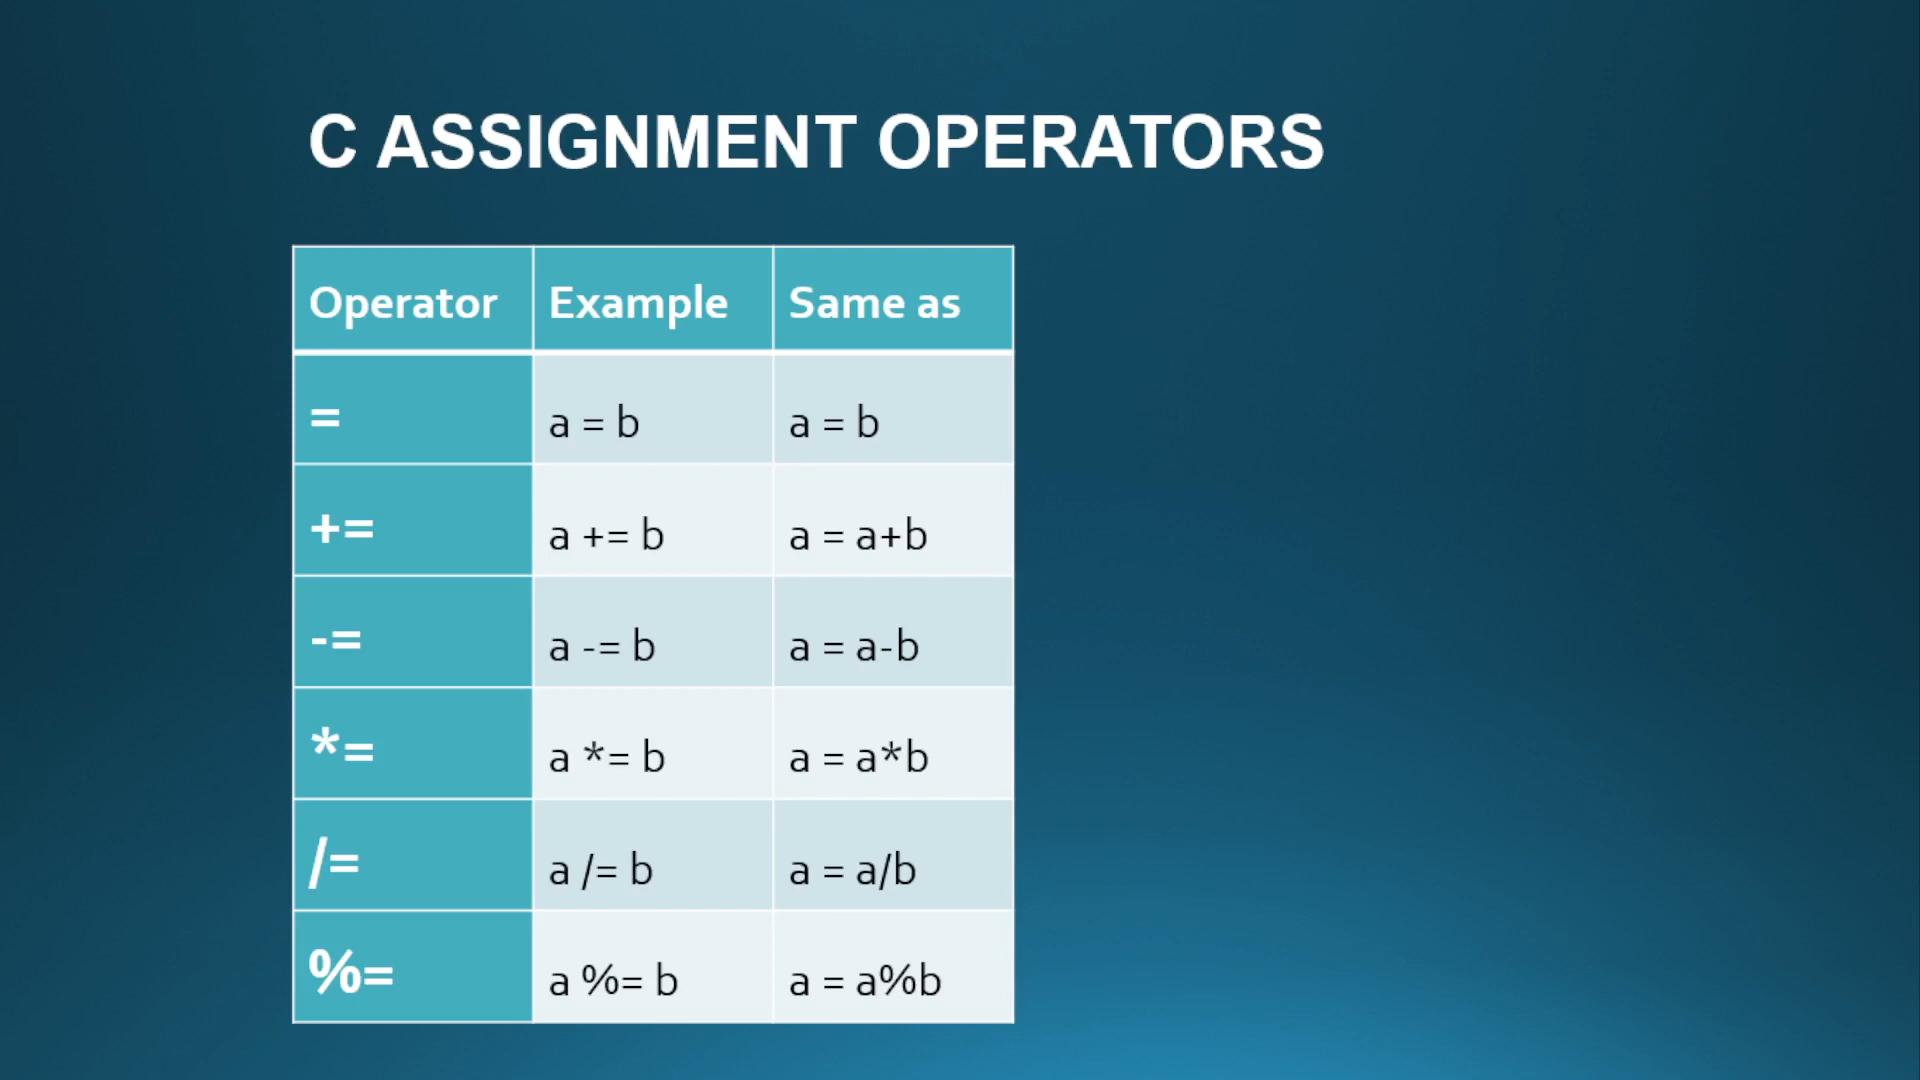 C ASSIGNMENT OPERATORS
Operator Example Same as
= a = b a = b
+= a += b a = a+b
-= a -= b a = a-b
*= a *= b a = a*b
/= a /= b a = a/b
%= a %= b a = a%b